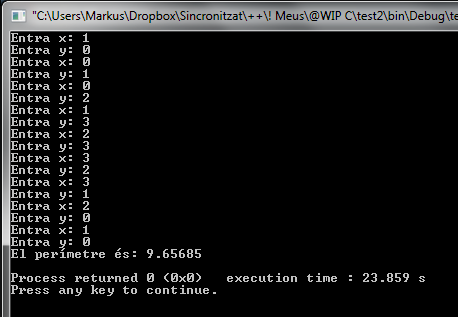 "C:\Users\Markus\Dropbox\Sincronitzat\++\! Meus\@WIP C\test2\bin\Debug\te
Entra x: 1
Entra y: 0
Entra x: 0
Entra y: 1
Entra x: 0
Entra y: 2
Entra x: 1
Entra y: 3
Entra x: 2
Entra y: 3
Entra x: 3
Entra y: 2
Entra x: 3
Entra y: 1
Entra x: 2
Entra y: 0
Entra x: 1
Entra y: 0
El perímetre és: 9.65685
Process returned 0 (0x0)   execution time : 23.859 s
Press any key to continue.